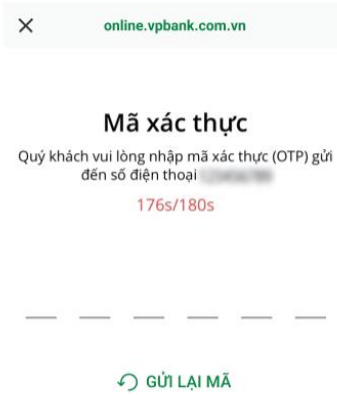 online.vpbank.com.vn
Mã xác thực
Quý khách vui lòng nhập mã xác thực (OTP) gửi
đến số điện thoại
176s/180s
GỬI LẠI MÃ